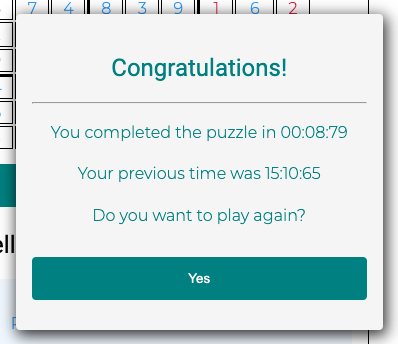 7 4 8 3 9 1 6 2
Congratulations!
You completed the puzzle in 00:08:79
Your previous time was 15:10:65
Do you want to play again?
Yes
ell